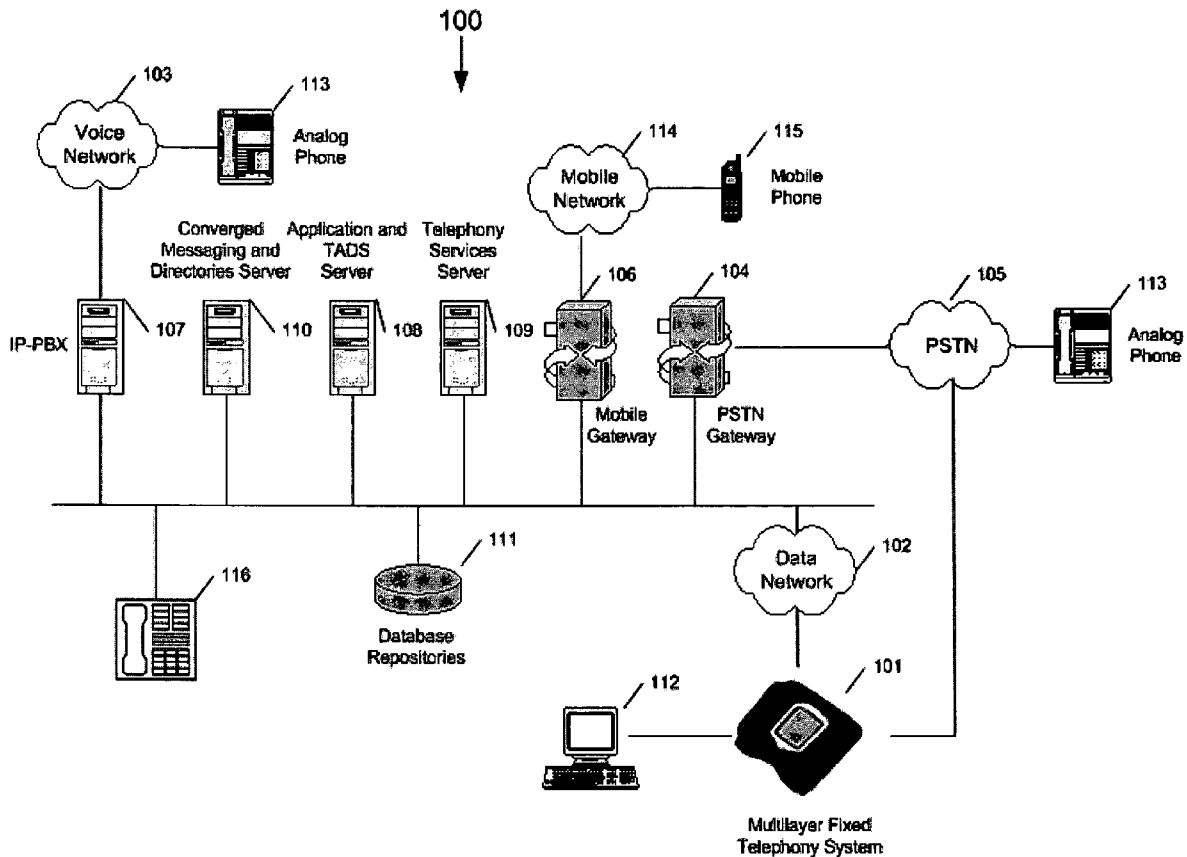 100
103
113
Voice
Network
Analog
Phone
114
115
Mobile
Network
Mobile
Phone
Converged
Messaging and
Directories Server
Application and
TADS
Server
Telephony
Services
Server
106
104
105
113
IP-PBX
107
110
108
109
PSTN
Analog
Phone
Mobile
Gateway
PSTN
Gateway
111
102
Data
Network
116
Database
Repositories
112
101
Multilayer Fixed
Telephony System